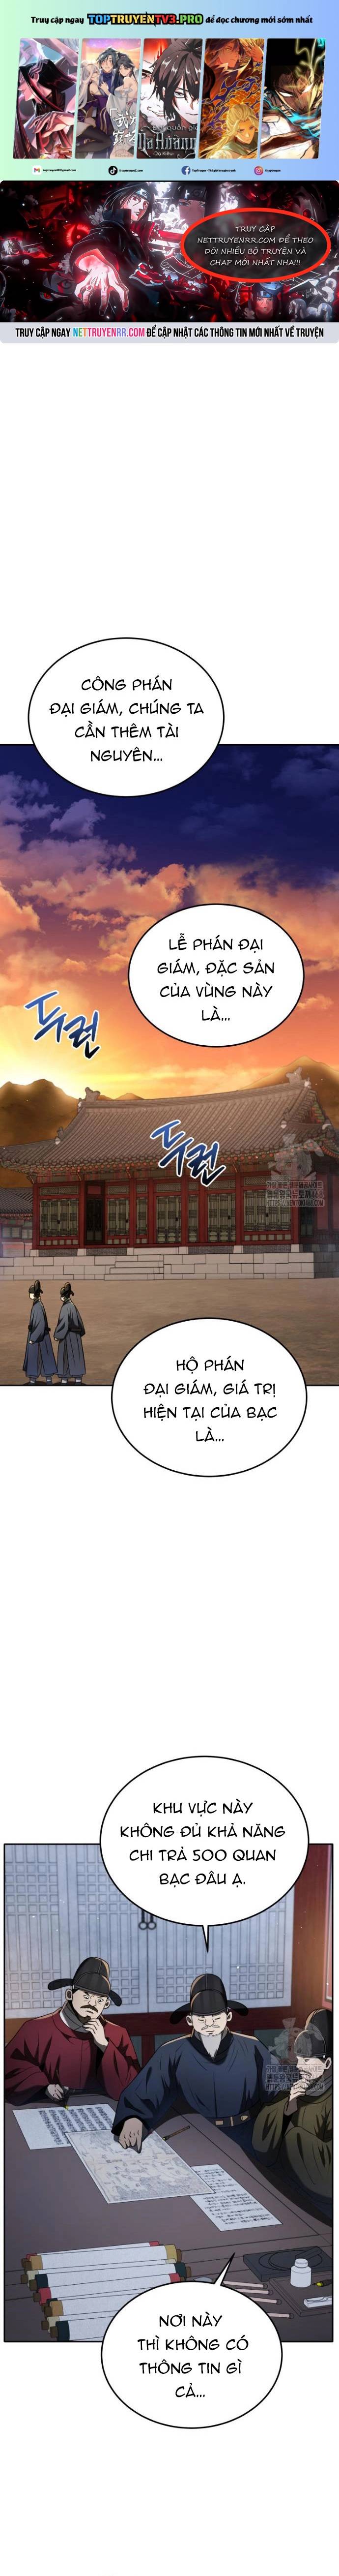 Truy cập ngay TOPTRUYENTV3.PRO để đọc các chương mới sớm nhất
TRUY CẬP
NETTRUYENRR.COM ĐỂ THEO
DÕI NHIỀU BỘ TRUYỆN VÀ
CHAP MỚI NHẤT NHA!!!
TRUY CẬP NGAY NETTRUYENRR.COM ĐỂ CẬP NHẬT CÁC THÔNG TIN MỚI NHẤT VỀ TRUYỆN
CÔNG PHÁN
ĐẠI GIÁM, CHÚNG TA
CẦN THÊM TÀI
NGUYÊN...
LỄ PHÁN ĐẠI
GIÁM, ĐẶC SẢN
CỦA VÙNG NÀY
LÀ...
두런
두런
HỘ PHÁN
ĐẠI GIÁM, GIÁ TRỊ
HIỆN TẠI CỦA BẠC
LÀ...
KHU VỰC NÀY
KHÔNG ĐỦ KHẢ NĂNG
CHI TRẢ 500 QUAN
BẠC ĐÂU Ạ.
NƠI NÀY
THÌ KHÔNG CÓ
THÔNG TIN GÌ
CẢ...